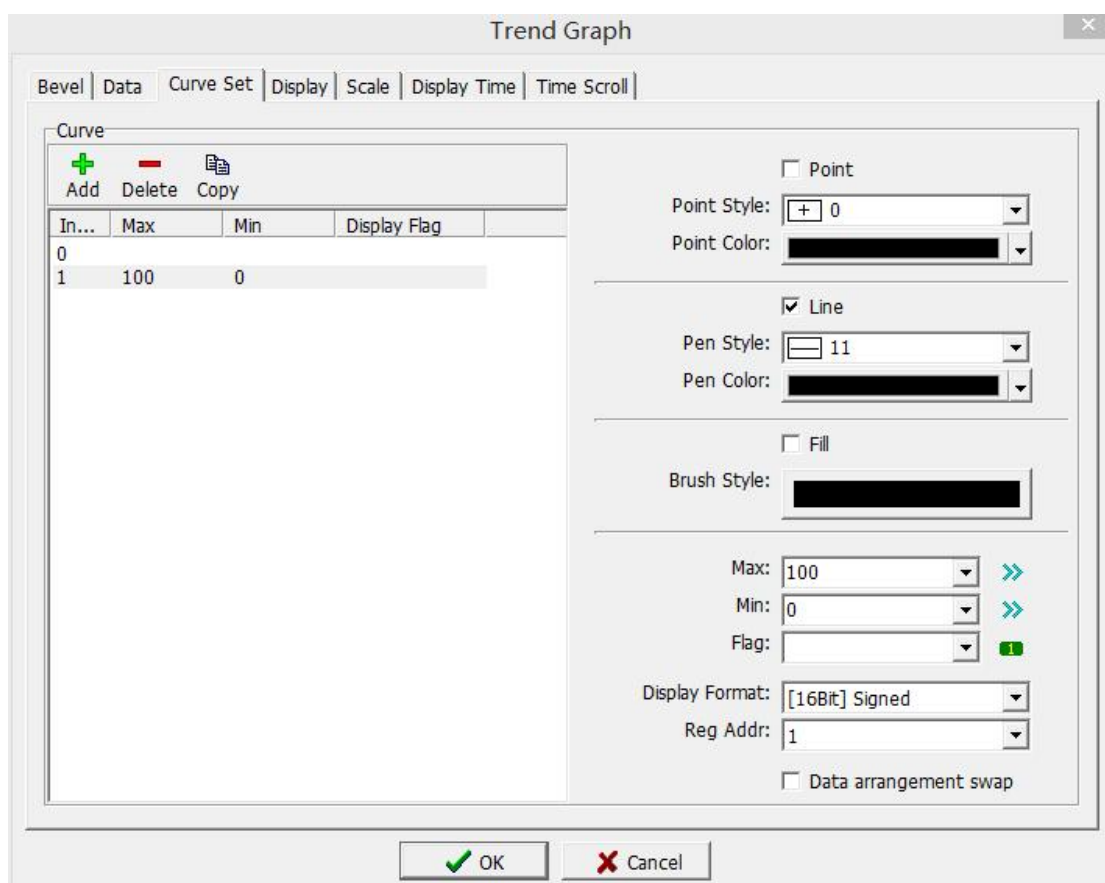 Trend Graph
Bevel Data Curve Set Display Scale Display Time Time Scroll
Curve
Add Delete Copy
In... Max Min Display Flag
0
1 100 0
Point
Point Style: + 0
Point Color:
Line
Pen Style: 11
Pen Color:
Fill
Brush Style:
Max: 100
Min: 0
Flag: 1
Display Format: [16Bit] Signed
Reg Addr: 1
Data arrangement swap
OK Cancel